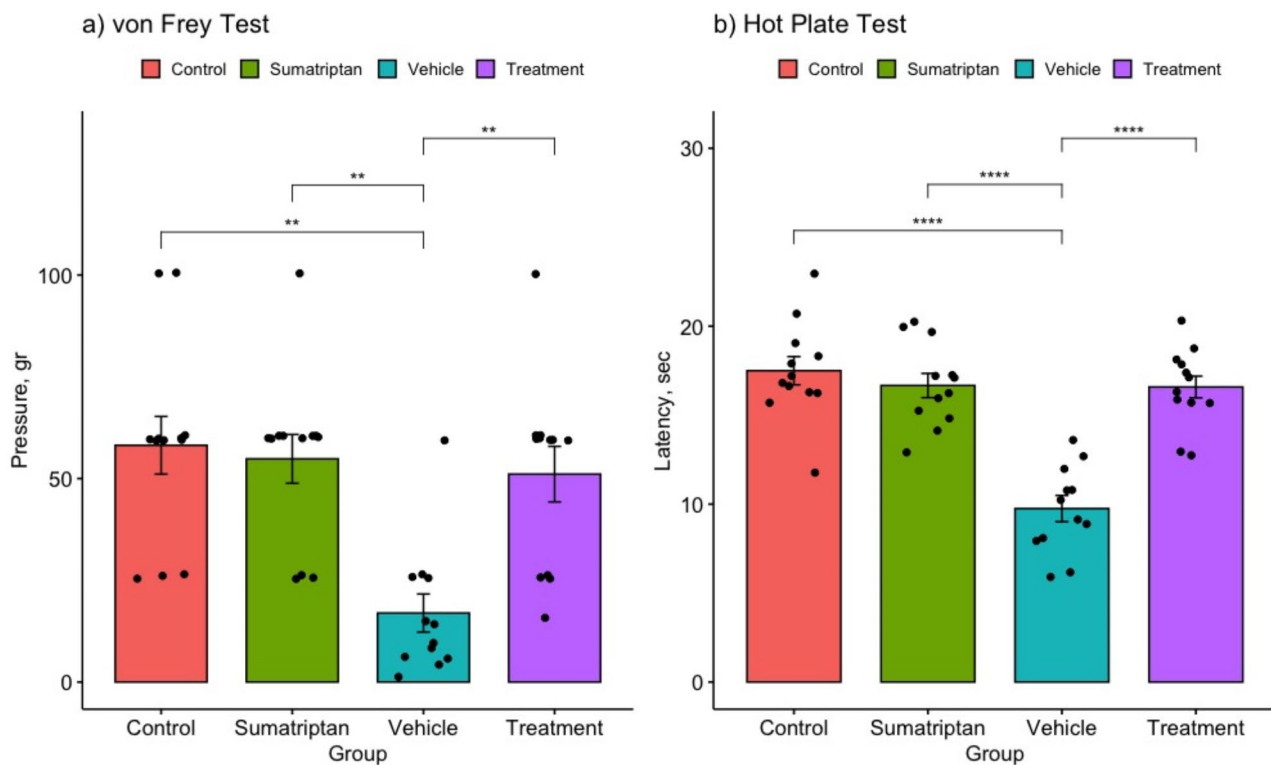 a) von Frey Test
Control Sumatriptan Vehicle Treatment
**
**
**
100
50
0
Pressure, gr
Control Sumatriptan Vehicle Treatment
Group
b) Hot Plate Test
Control Sumatriptan Vehicle Treatment
****
****
****
30
20
10
0
Latency, sec
Control Sumatriptan Vehicle Treatment
Group